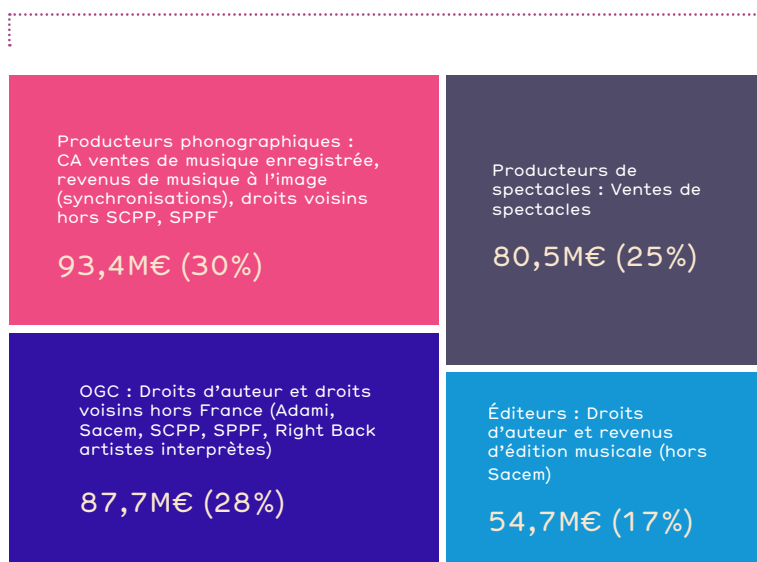 Producteurs phonographiques :
CA ventes de musique enregistrée,
revenus de musique à l'image
(synchronisations), droits voisins
hors SCPP, SPPF
93,4M€ (30%)
Producteurs de
spectacles : Ventes de
spectacles
80,5M€ (25%)
OGC : Droits d'auteur et droits
voisins hors France (Adami,
Sacem, SCPP, SPPF, Right Back
artistes interprètes)
87,7M€ (28%)
Éditeurs : Droits
d'auteur et revenus
d'édition musicale (hors
Sacem)
54,7M€ (17%)